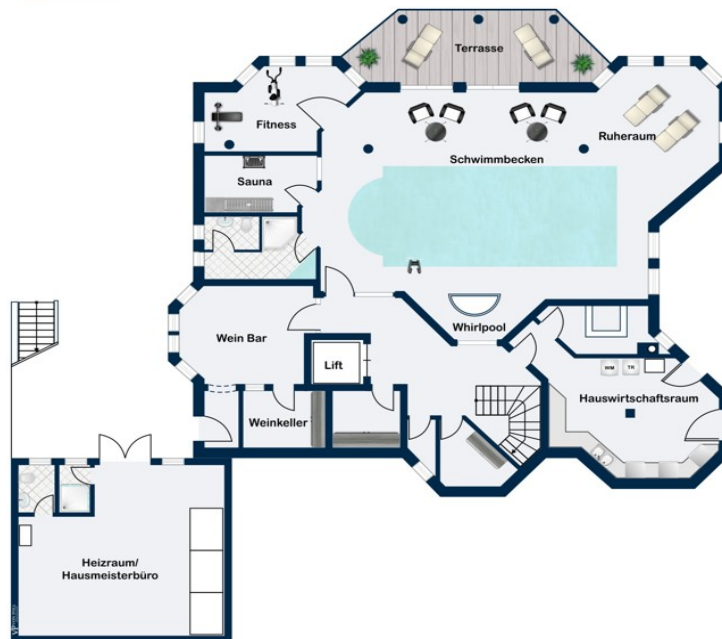 Terrasse
Fitness
Ruheraum
Schwimmbecken
Sauna
Whirlpool
Wein Bar
Lift
WM TR
Hauswirtschaftsraum
Weinkeller
Heizraum/
Hausmeisterbüro